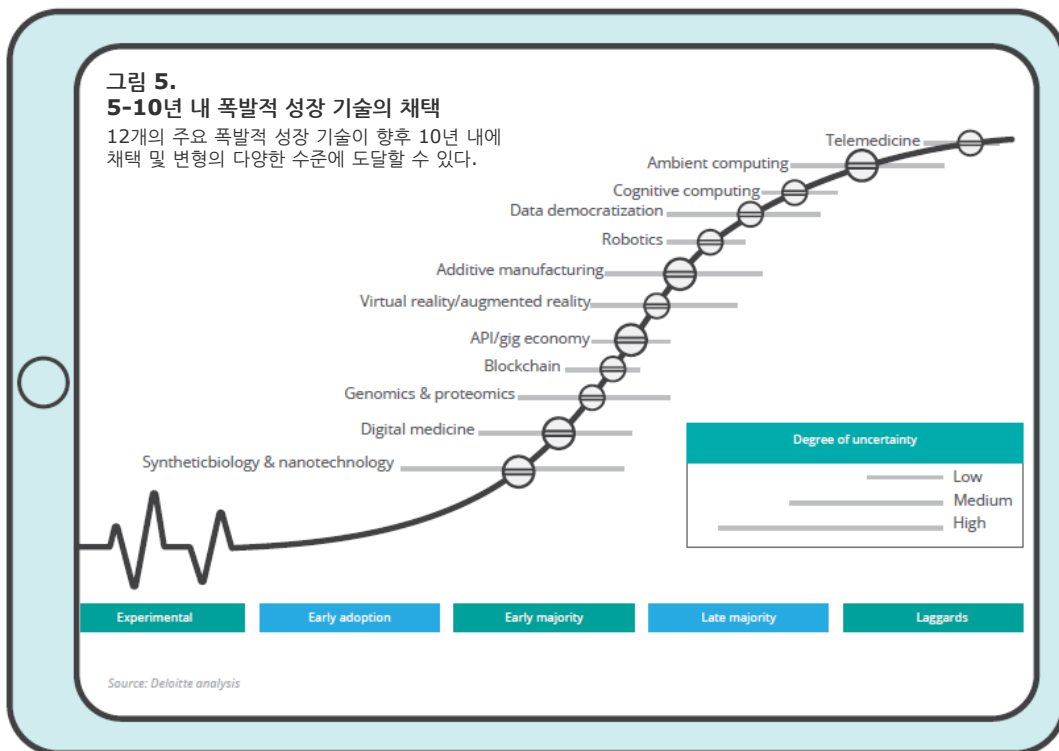 그림 5.
5-10년 내 폭발적 성장 기술의 채택
12개의 주요 폭발적 성장 기술이 향후 10년 내에
채택 및 변형의 다양한 수준에 도달할 수 있다.
Telemedicine
Ambient computing
Cognitive computing
Data democratization
Robotics
Additive manufacturing
Virtual reality/augmented reality
API/gig economy
Blockchain
Genomics & proteomics
Digital medicine
Syntheticbiology & nanotechnology
Degree of uncertainty
Low
Medium
High
Experimental
Early adoption
Early majority
Late majority
Laggards
Source: Deloitte analysis